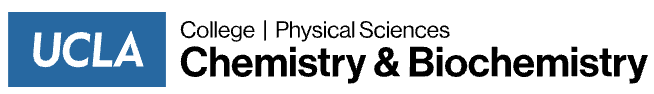 UCLA
College | Physical Sciences
Chemistry & Biochemistry